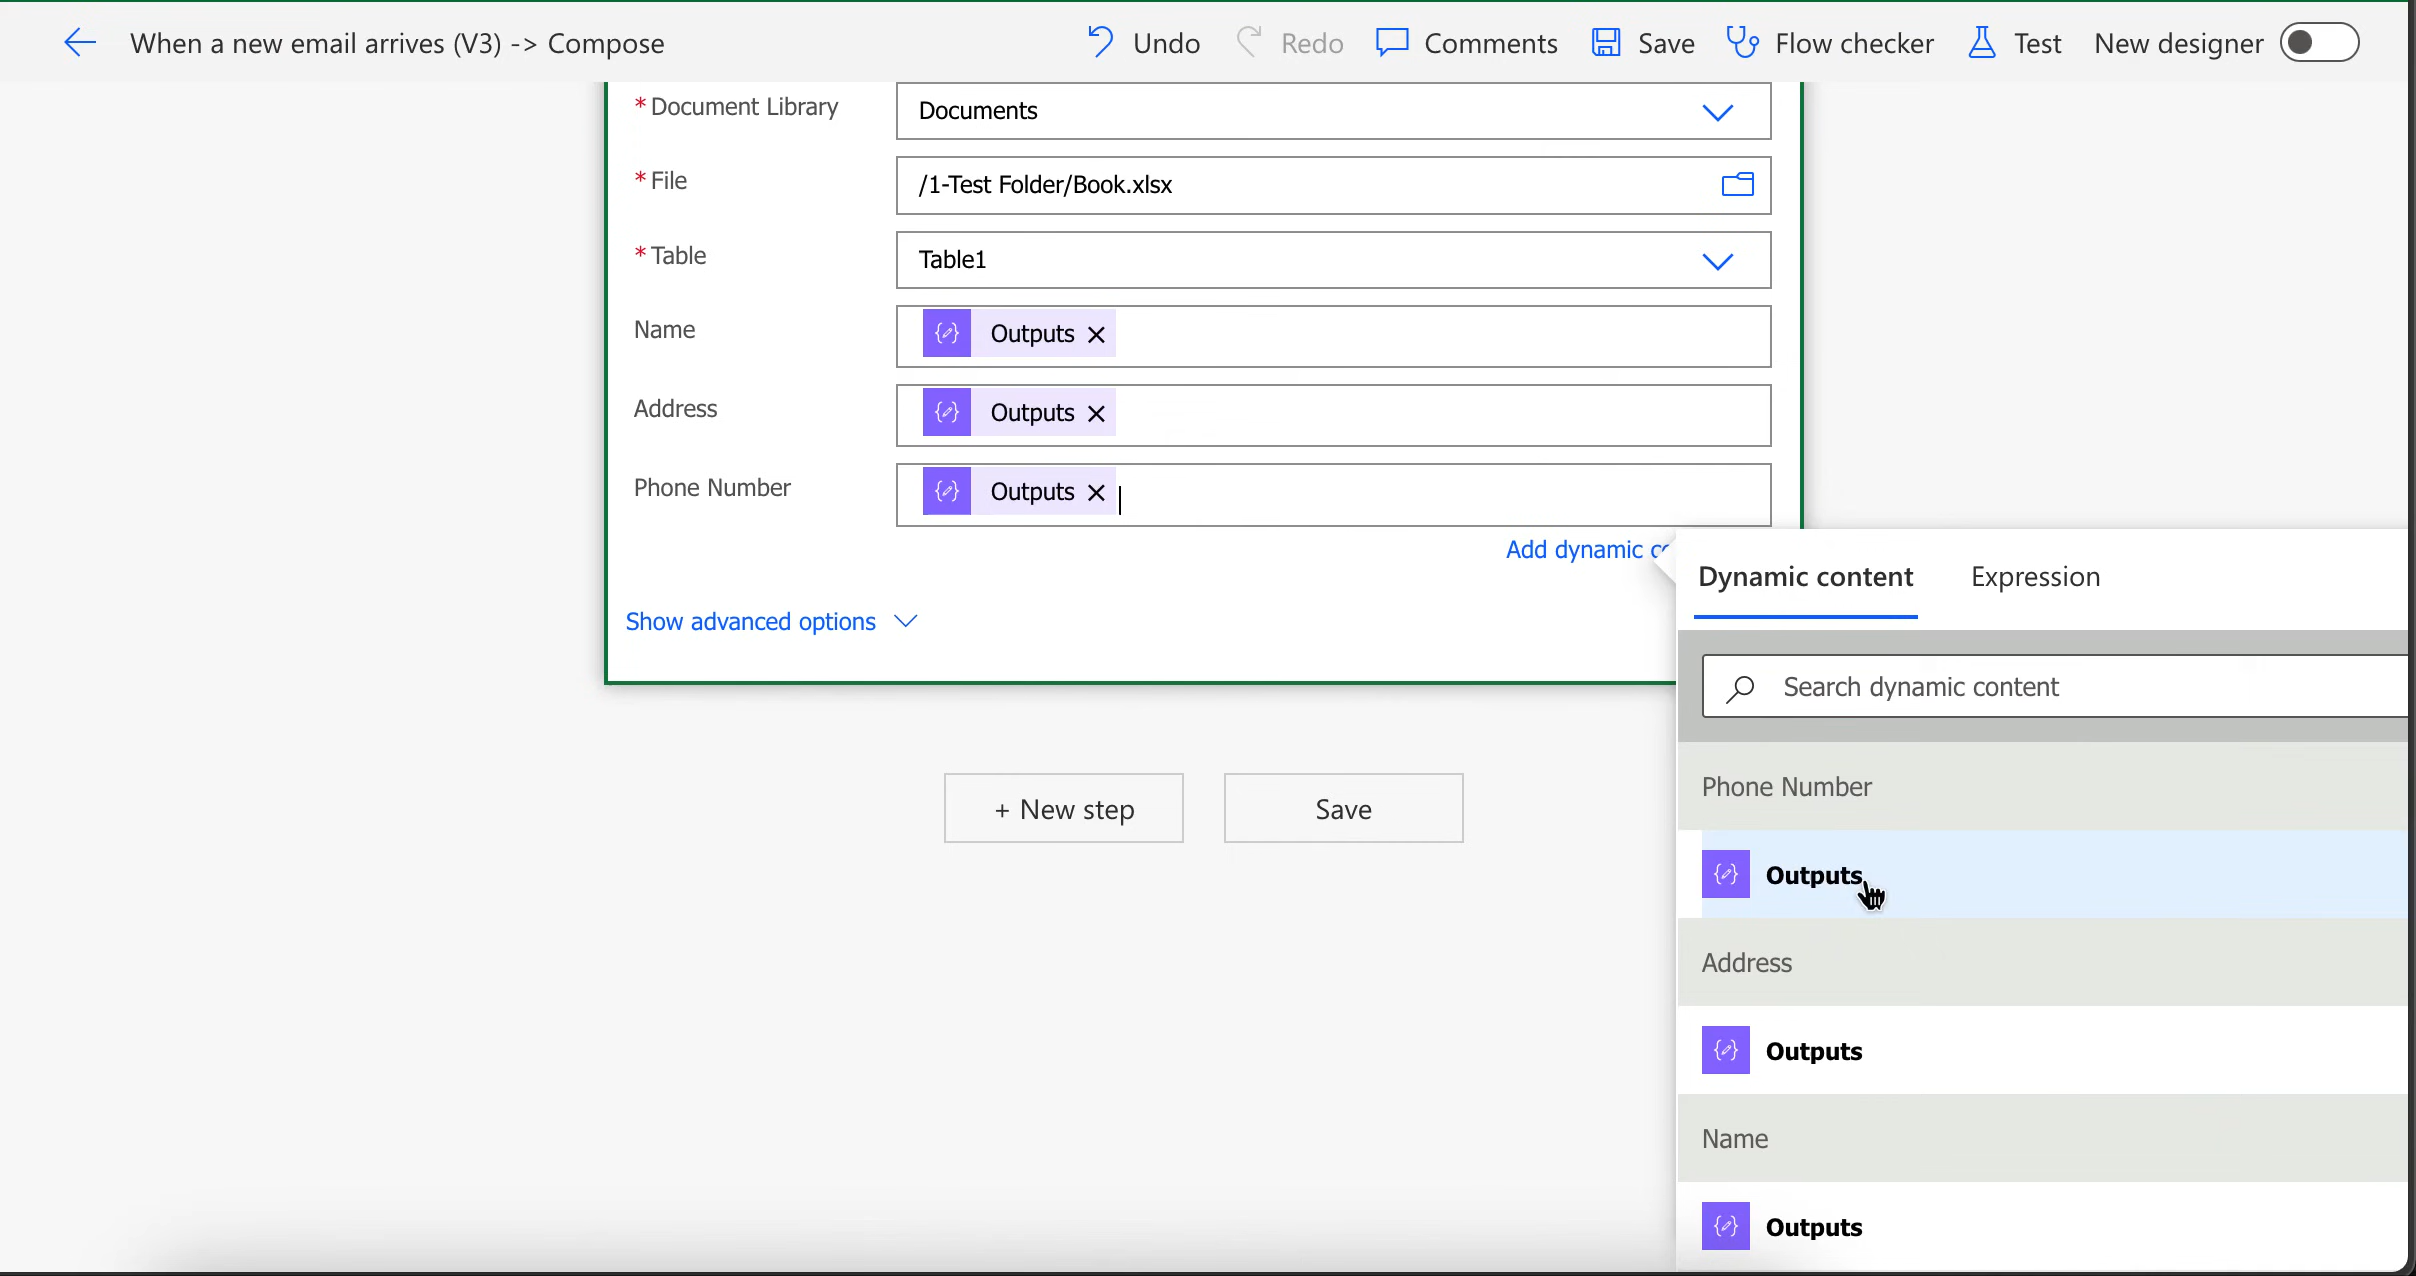 When a new email arrives (V3) -> Compose
Undo
Redo
Comments
Save
Flow checker
Test
New designer
* Document Library
Documents
* File
/1-Test Folder/Book.xlsx
* Table
Table1
Name
Outputs
Address
Outputs
Phone Number
Outputs
Add dynamic
Show advanced options
+ New step
Save
Dynamic content
Expression
Search dynamic content
Phone Number
Outputs
Address
Outputs
Name
Outputs